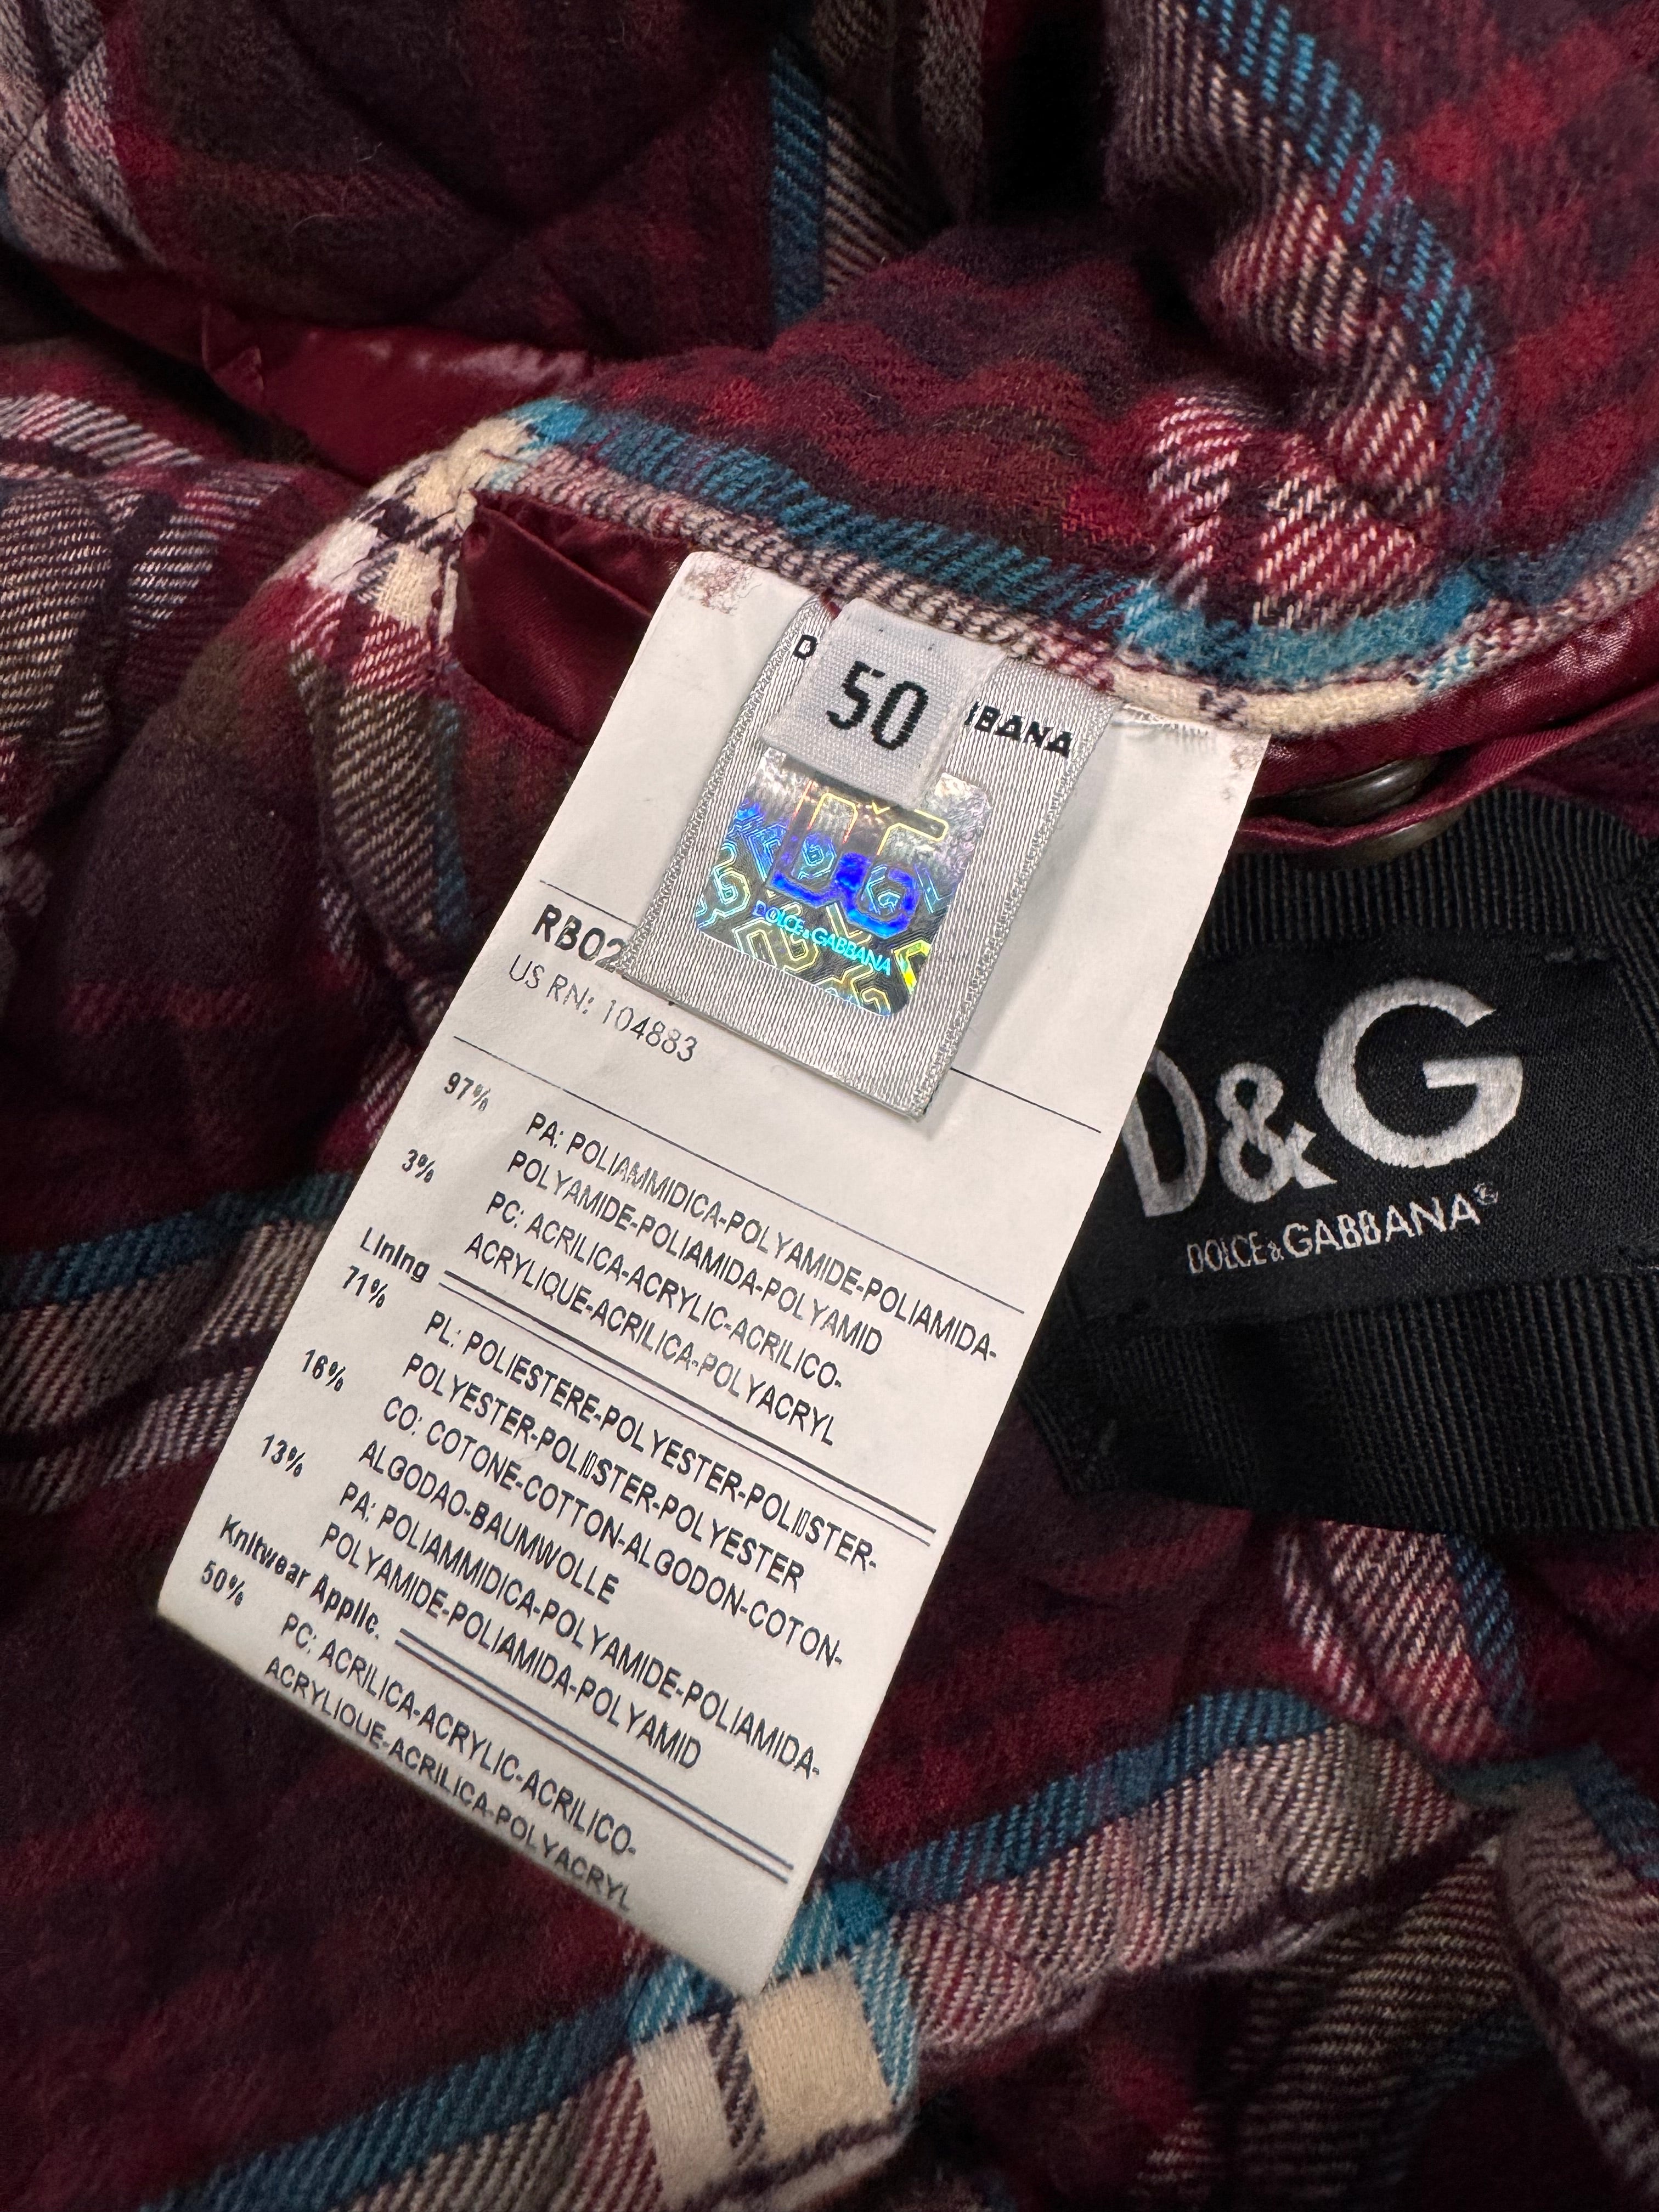 50
DG
DOLCE&GABBANA
US RN: 104883
97% PA: POLIAMMIDICA-POLYAMIDE-POLIAMIDA-
POLYAMIDE-POLIAMIDA-POLYAMID
3% PC: ACRILICA-ACRYLIC-ACRILICO-
ACRYLIQUE-ACRILICA-POLYACRYL
Lining
71% PL: POLIESTERE-POLYESTER-POLIESTER-
POLYESTER-POLIESTER-POLYESTER
16% CO: COTONE-COTTON-ALGODON-COTON-
ALGODAO-BAUMWOLLE
13% PA: POLIAMMIDICA-POLYAMIDE-POLIAMIDA-
POLYAMIDE-POLIAMIDA-POLYAMID
Knitwear Applic.
50% PC: ACRILICA-ACRYLIC-ACRILICO-
ACRYLIQUE-ACRILICA-POLYACRYL
D&G
DOLCE&GABBANA®